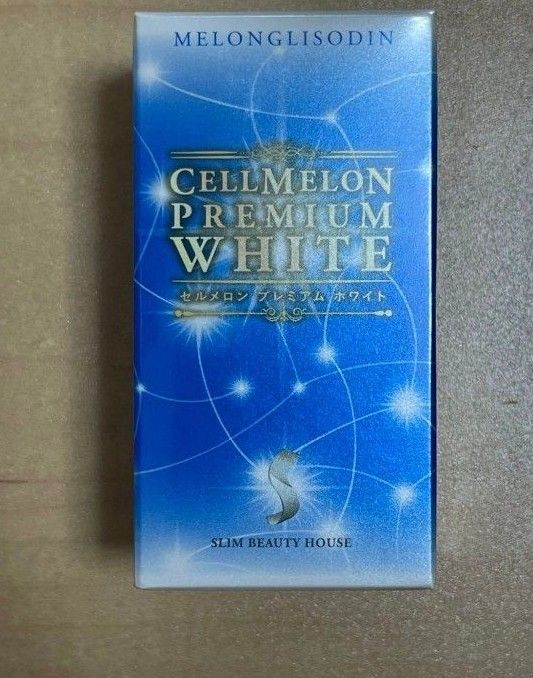 MELONGLISODIN
CELLMELON
PREMIUM
WHITE
セルメロン プレミアム ホワイト
S
SLIM BEAUTY HOUSE